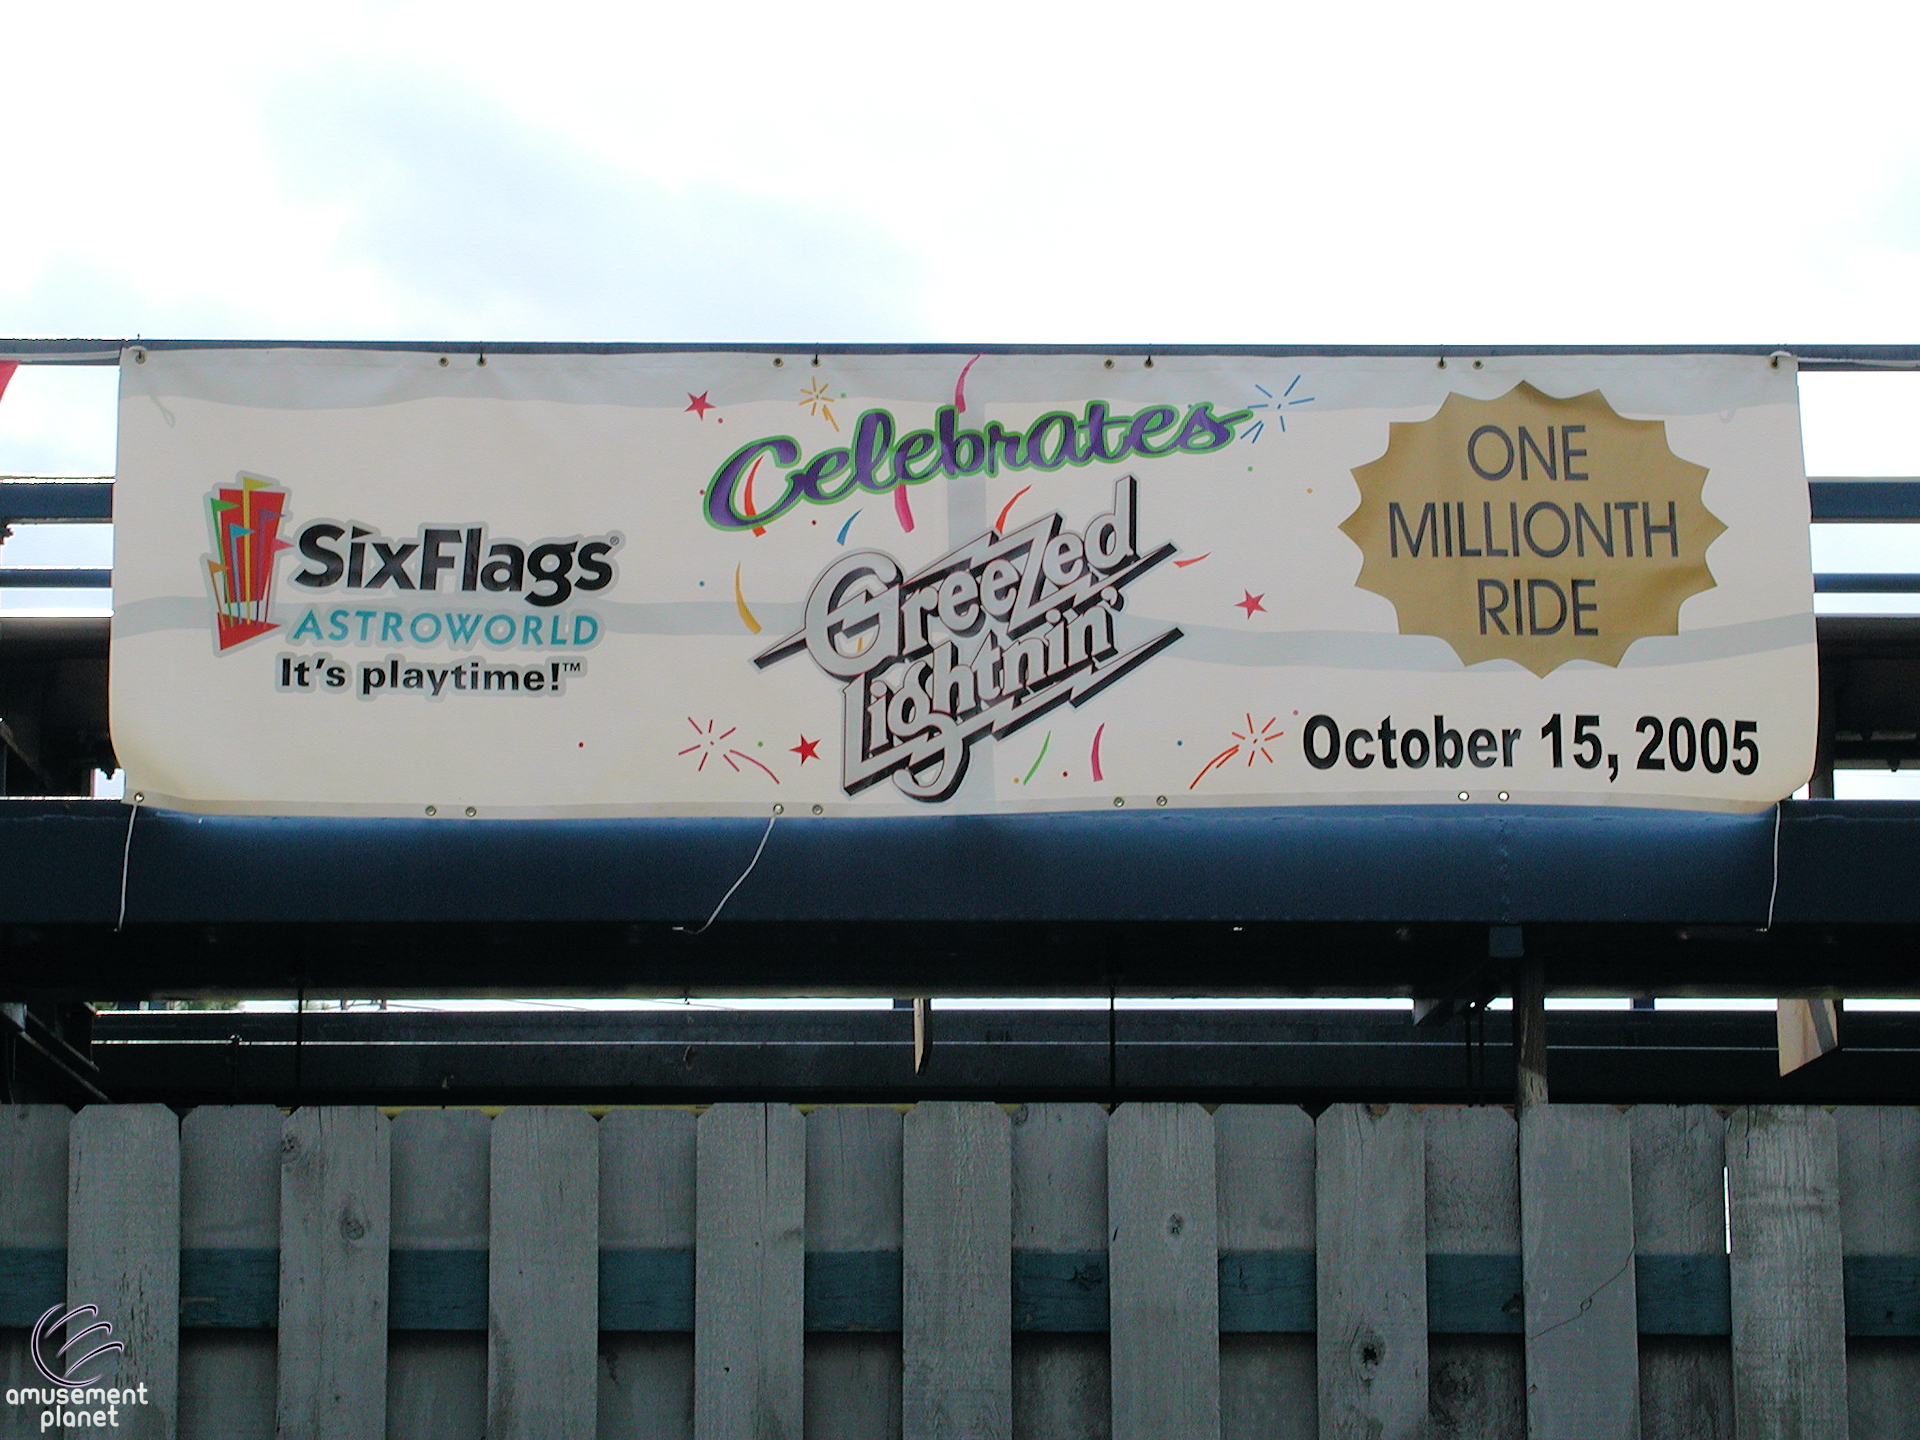 SixFlags®
ASTROWORLD
It's playtime!™
Celebrates
Greezed
Lightnin'
ONE
MILLIONTH
RIDE
October 15, 2005
amusement
planet